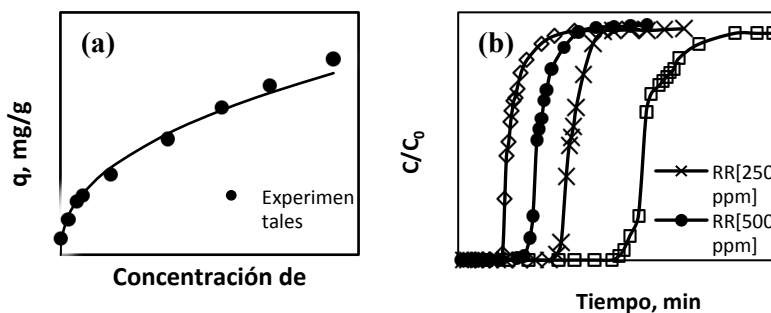 (a)
q, mg/g
Experimen
tales
Concentración de
(b)
C/C0
RR[250
ppm]
RR[500
ppm]
Tiempo, min